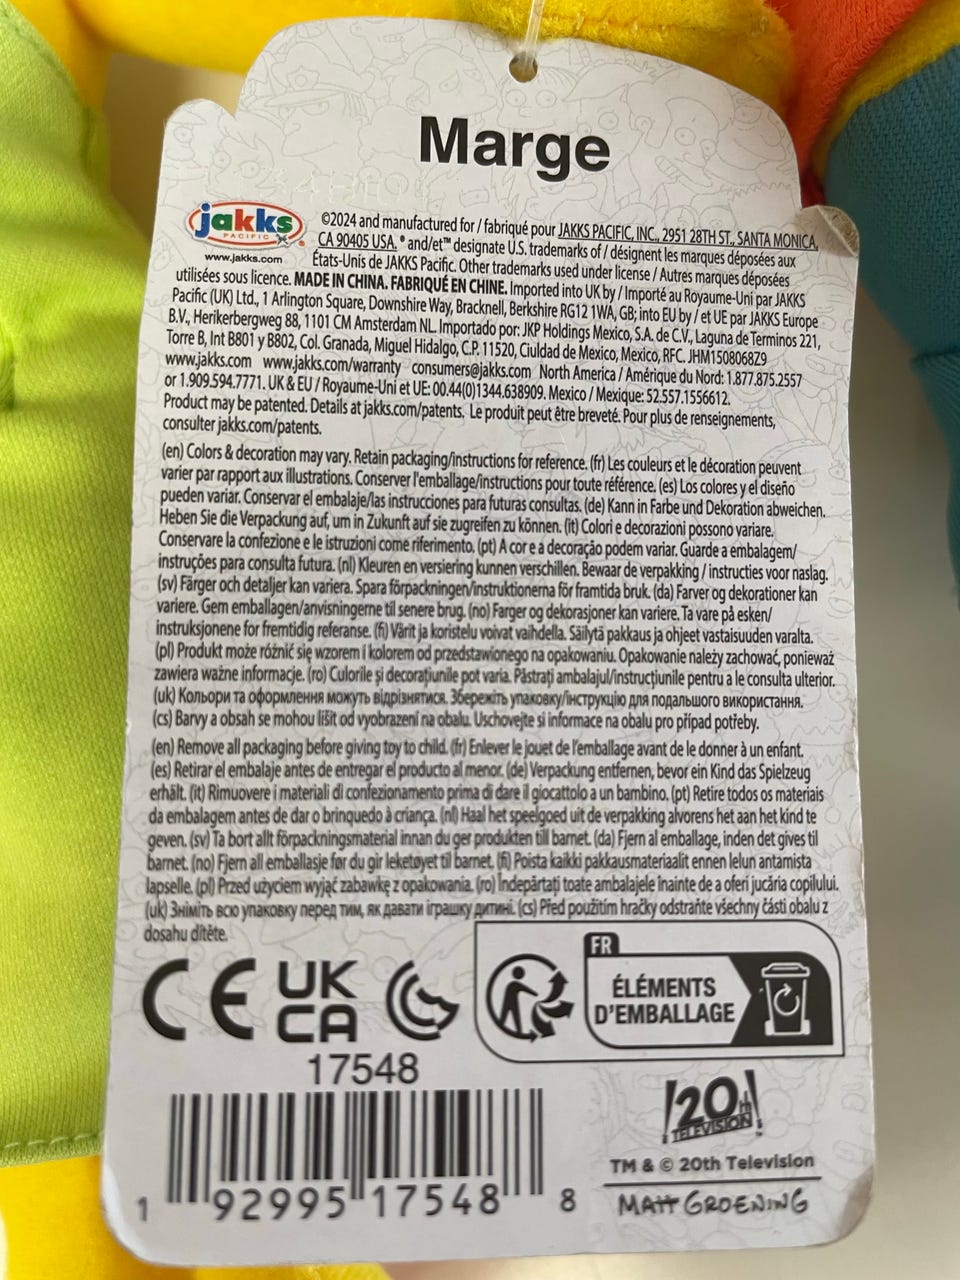 Marge
jakks
PACIFIC
®
www.jakks.com
©2024 and manufactured for / fabriqué pour JAKKS PACIFIC, INC., 2951 28TH ST., SANTA MONICA,
CA 90405 USA. ® and/et™ designate U.S. trademarks of / désignent les marques déposées aux
États-Unis de JAKKS Pacific. Other trademarks used under license / Autres marques déposées
utilisées sous licence. MADE IN CHINA. FABRIQUÉ EN CHINE. Imported into UK by / Importé au Royaume-Uni par JAKKS
Pacific (UK) Ltd., 1 Arlington Square, Downshire Way, Bracknell, Berkshire RG12 1WA, GB; into EU by / et UE par JAKKS Europe
B.V., Herikerbergweg 88, 1101 CM Amsterdam NL. Importado por: JKP Holdings Mexico, S.A. de C.V., Laguna de Terminos 221,
Torre B, Int B801 y B802, Col. Granada, Miguel Hidalgo, C.P. 11520, Ciuldad de Mexico, Mexico, RFC. JHM1508068Z9
www.jakks.com www.jakks.com/warranty consumers@jakks.com North America / Amérique du Nord: 1.877.875.2557
or 1.909.594.7771. UK & EU / Royaume-Uni et UE: 00.44(0)1344.638909. Mexico / Mexique: 52.557.1556612.
Product may be patented. Details at jakks.com/patents. Le produit peut être breveté. Pour plus de renseignements,
consulter jakks.com/patents.
(en) Colors & decoration may vary. Retain packaging/instructions for reference. (fr) Les couleurs et le décoration peuvent
varier par rapport aux illustrations. Conserver l'emballage/instructions pour toute référence. (es) Los colores y el diseño
pueden variar. Conservar el embalaje/las instrucciones para futuras consultas. (de) Kann in Farbe und Dekoration abweichen.
Heben Sie die Verpackung auf, um in Zukunft auf sie zugreifen zu können. (it) Colori e decorazioni possono variare.
Conservare la confezione e le istruzioni come riferimento. (pt) A cor e a decoração podem variar. Guarde a embalagem/
instruções para consulta futura. (nl) Kleuren en versiering kunnen verschillen. Bewaar de verpakking / instructies voor naslag.
(sv) Färger och detaljer kan variera. Spara förpackningen/instruktionerna för framtida bruk. (da) Farver og dekorationer kan
variere. Gem emballagen/anvisningerne til senere brug. (no) Farger og dekorasjoner kan variere. Ta vare på esken/
instruksjonene for fremtidig referanse. (fi) Värit ja koristelu voivat vaihdella. Säilytä pakkaus ja ohjeet vastaisuuden varalta.
(pl) Produkt może różnić się wzorem i kolorem od przedstawionego na opakowaniu. Opakowanie należy zachować, ponieważ
zawiera ważne informacje. (ro) Culorile și decorațiunile pot varia. Păstrați ambalajul/instrucțiunile pentru a le consulta ulterior.
(uk) Кольори та оформлення можуть відрізнятися. Збережіть упаковку/інструкцію для подальшого використання.
(cs) Barvy a obsah se mohou lišit od vyobrazení na obalu. Uschovejte si informace na obalu pro případ potřeby.
(en) Remove all packaging before giving toy to child. (fr) Enlever le jouet de l'emballage avant de le donner à un enfant.
(es) Retirar el embalaje antes de entregar el producto al menor. (de) Verpackung entfernen, bevor ein Kind das Spielzeug
erhält. (it) Rimuovere i materiali di confezionamento prima di dare il giocattolo a un bambino. (pt) Retire todos os materiais
da embalagem antes de dar o brinquedo à criança. (nl) Haal het speelgoed uit de verpakking alvorens het aan het kind te
geven. (sv) Ta bort allt förpackningsmaterial innan du ger produkten till barnet. (da) Fjern al emballage, inden det gives til
barnet. (no) Fjern all emballasje før du gir leketøyet til barnet. (fi) Poista kaikki pakkausmateriaalit ennen lelun antamista
lapselle. (pl) Przed użyciem wyjąć zabawkę z opakowania. (ro) Îndepărtați toate ambalajele înainte de a oferi jucăria copilului.
(uk) Зніміть всю упаковку перед тим, як давати іграшку дитині. (cs) Před použitím hračky odstraňte všechny části obalu z
dosahu dítěte.
CE UK
CA
FR
ÉLÉMENTS
D'EMBALLAGE
17548
1 92995 17548 8
20th
TELEVISION
™
TM & © 20th Television
MATT GROENING